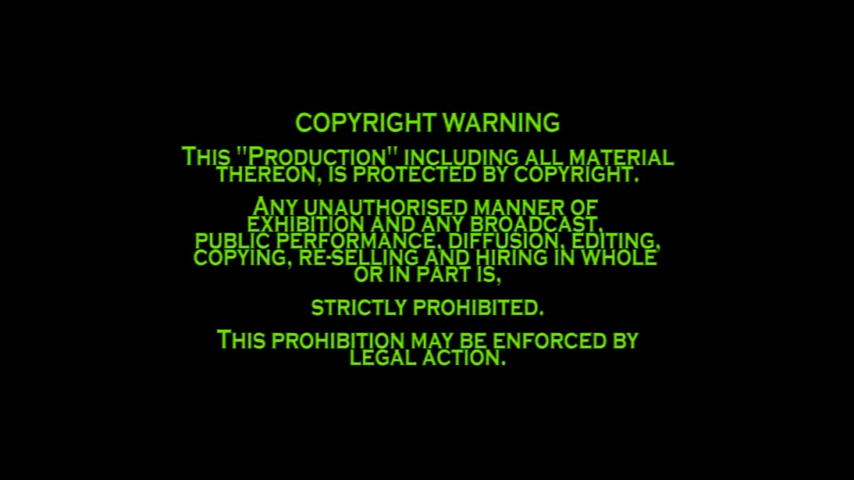 COPYRIGHT WARNING
THIS "PRODUCTION" INCLUDING ALL MATERIAL
THEREON, IS PROTECTED BY COPYRIGHT.
ANY UNAUTHORISED MANNER OF
EXHIBITION AND ANY BROADCAST,
PUBLIC PERFORMANCE, DIFFUSION, EDITING,
COPYING, RE-SELLING AND HIRING IN WHOLE
OR IN PART IS,
STRICTLY PROHIBITED.
THIS PROHIBITION MAY BE ENFORCED BY
LEGAL ACTION.